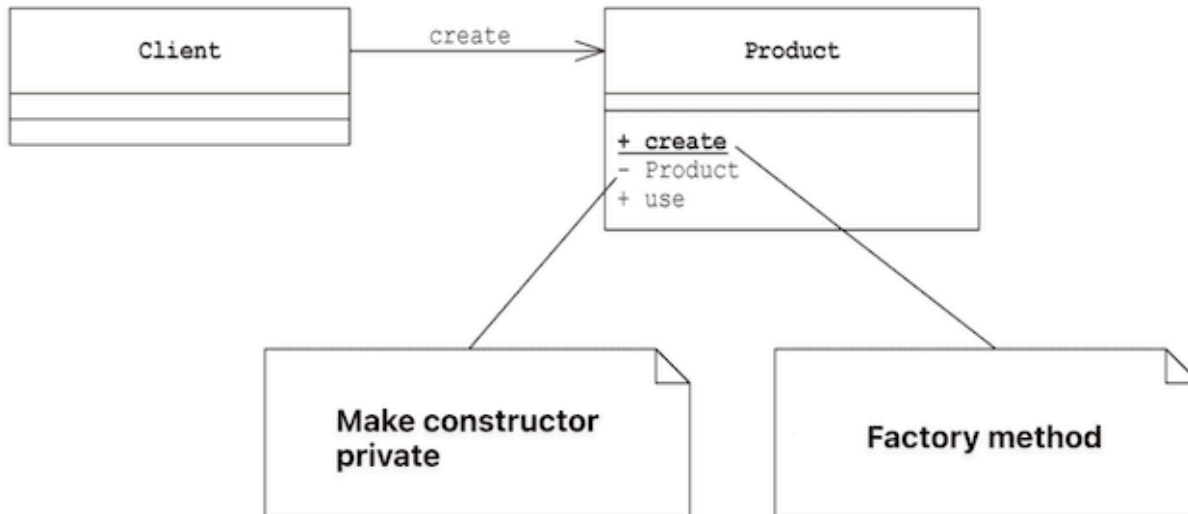 Client
create
Product
+ create
- Product
+ use
Make constructor
private
Factory method